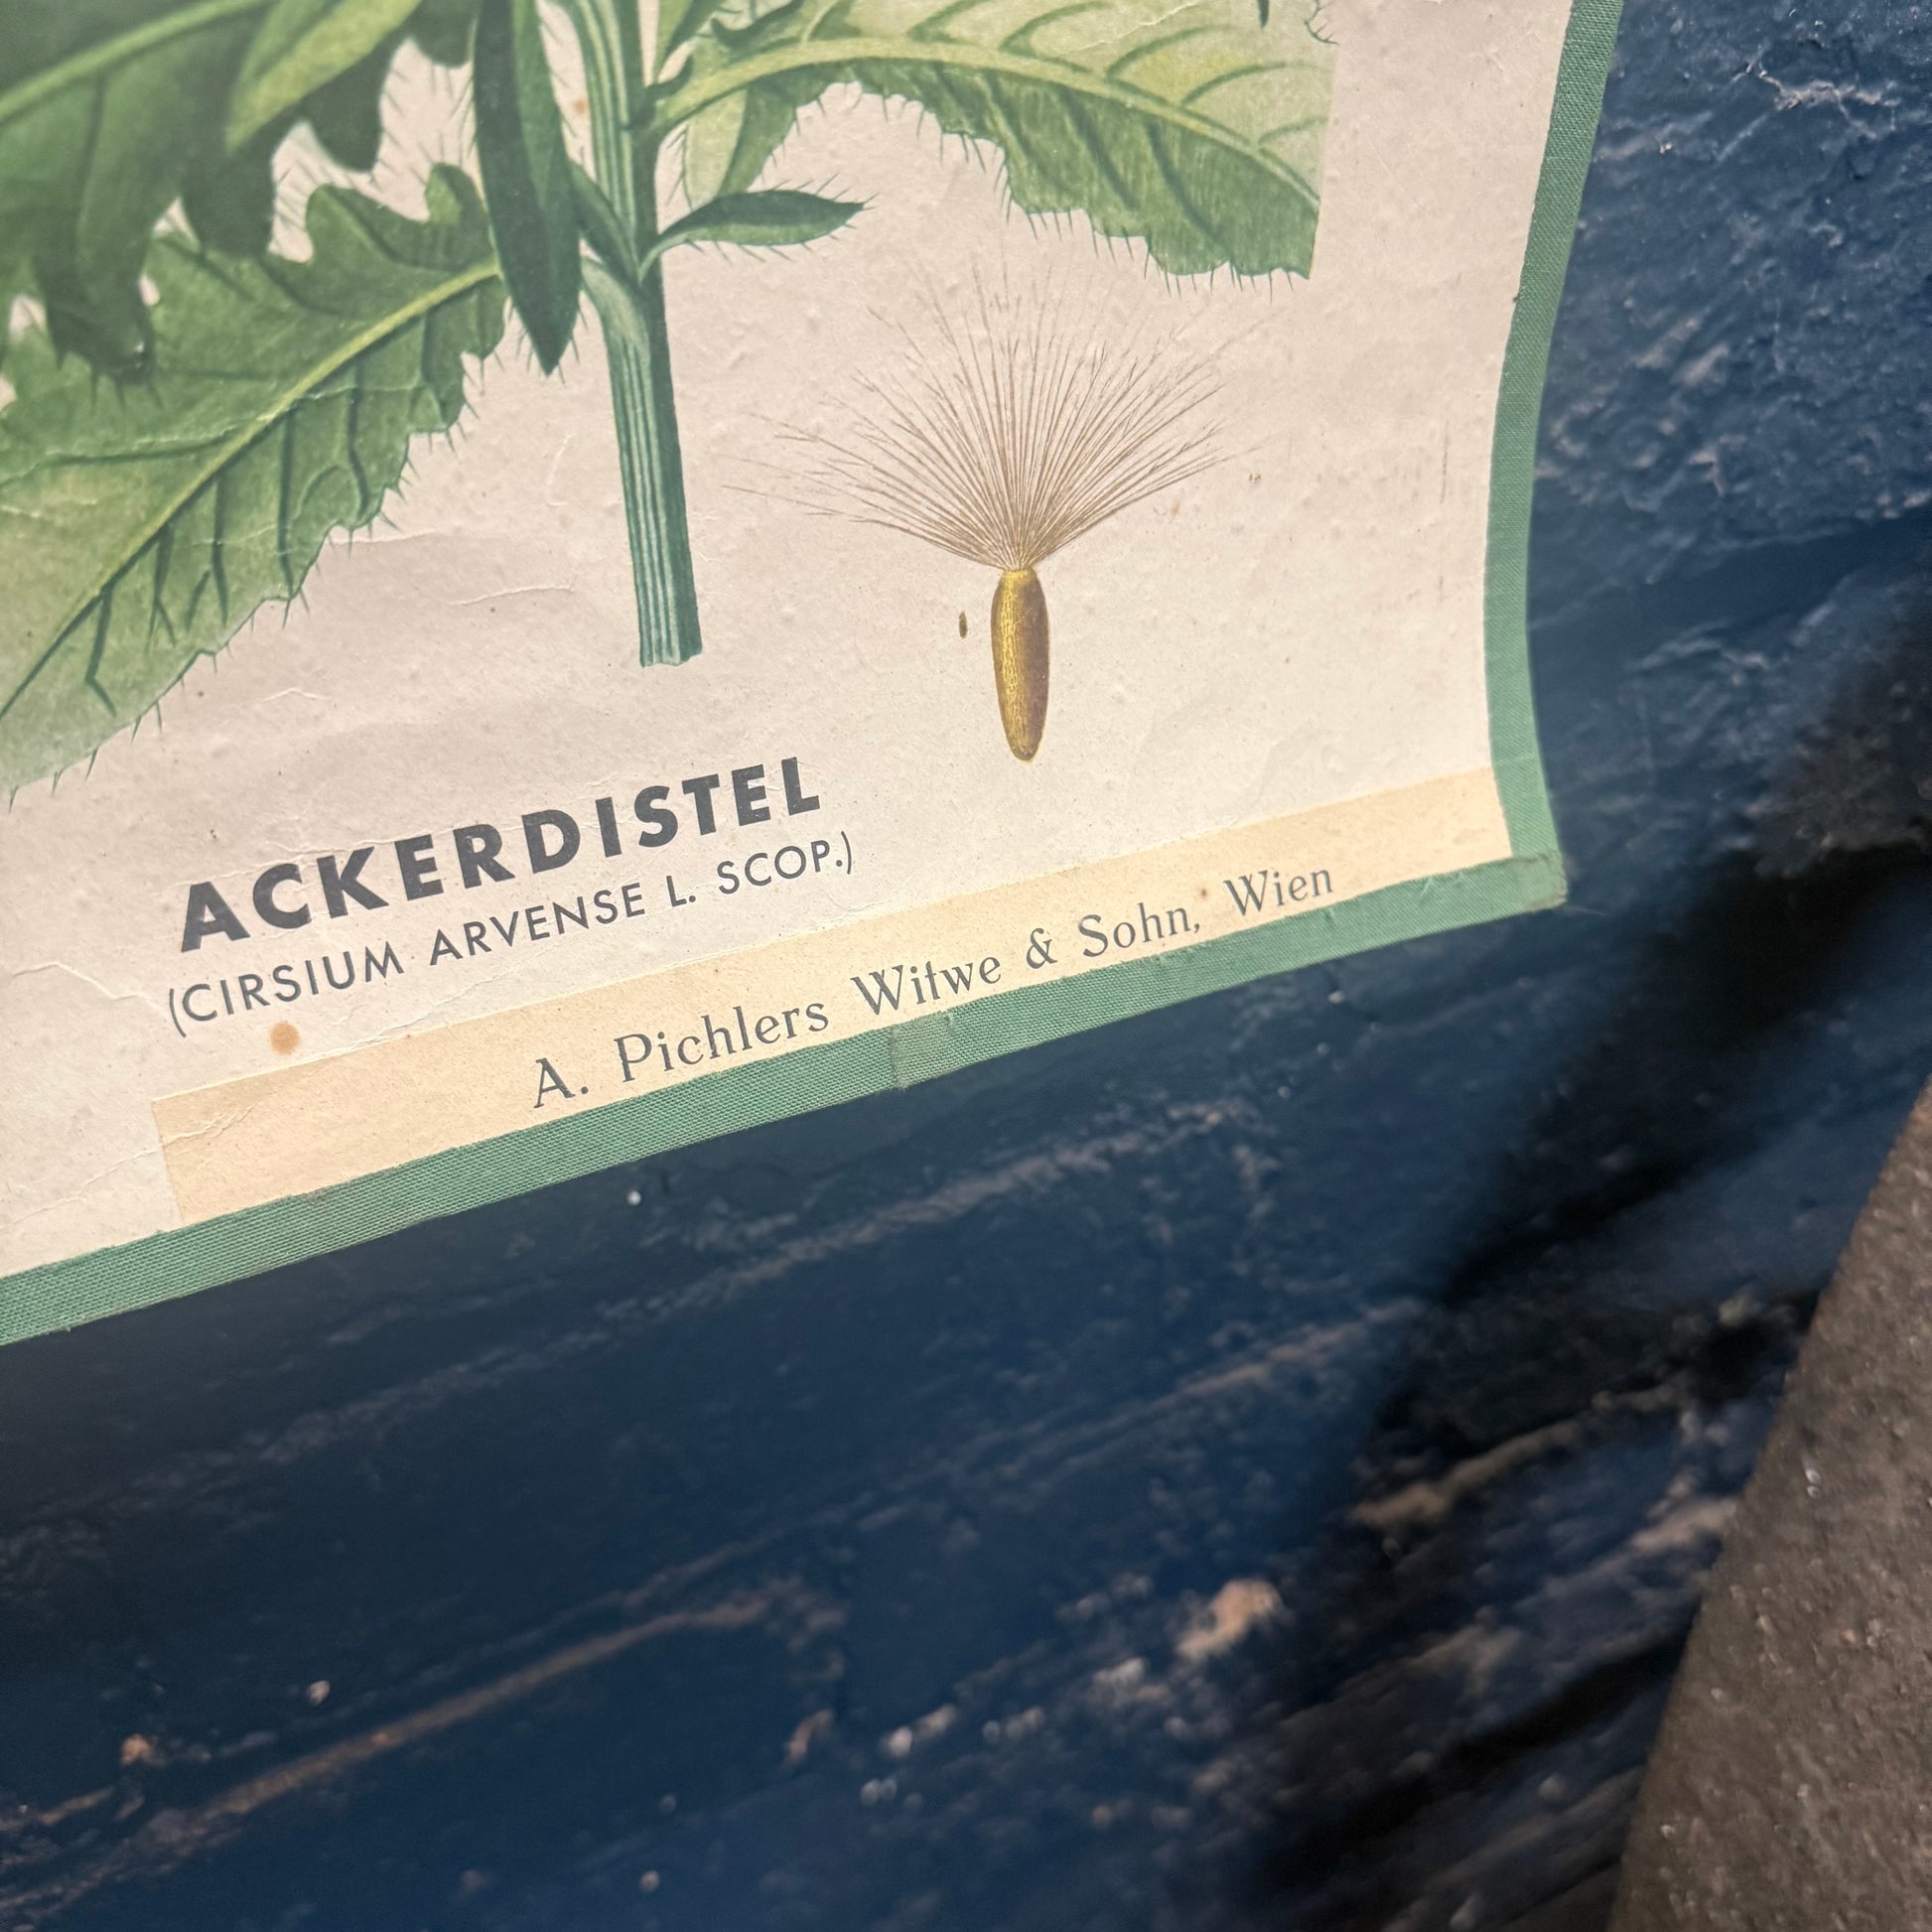 ACKERDISTEL
(CIRSIUM ARVENSE L. SCOP.)
A. Pichlers Witwe & Sohn, Wien